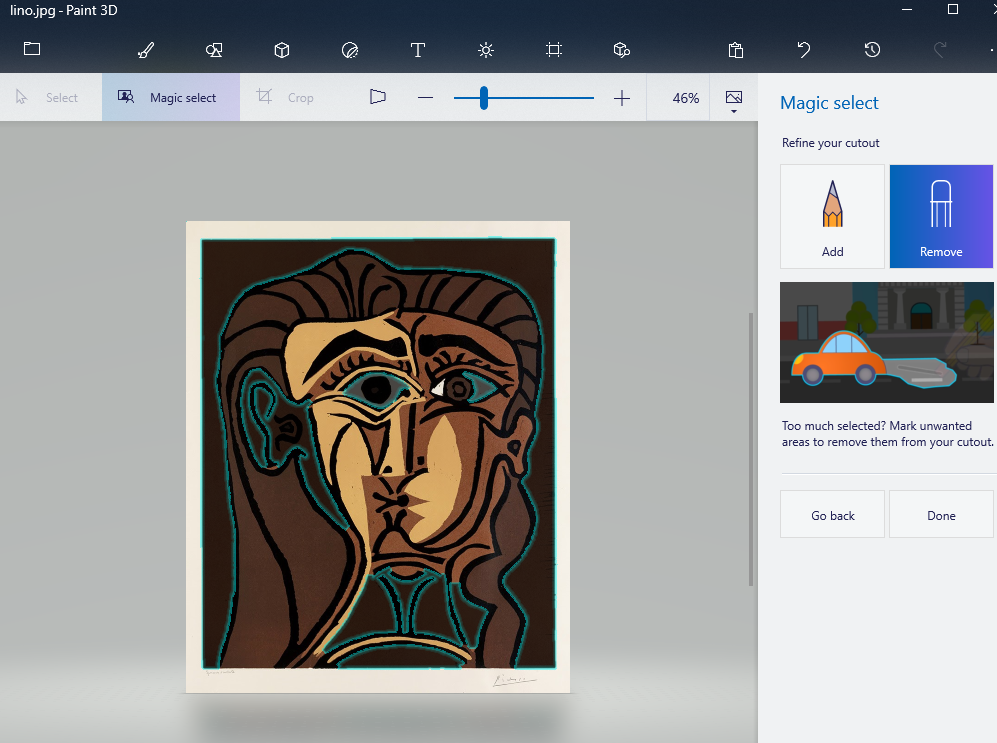 lino.jpg - Paint 3D
Select
Magic select
Crop
46%
Magic select
Refine your cutout
Add
Remove
Too much selected? Mark unwanted
areas to remove them from your cutout.
Go back
Done
Picasso